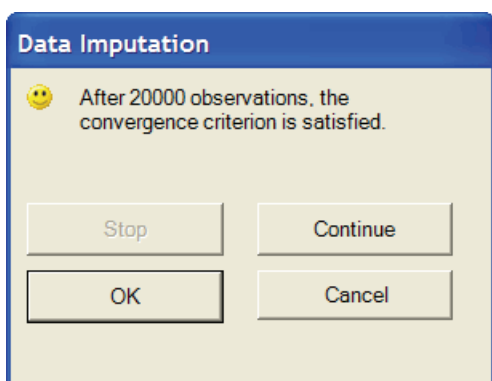 Data Imputation
After 20000 observations, the
convergence criterion is satisfied.
Stop
Continue
OK
Cancel